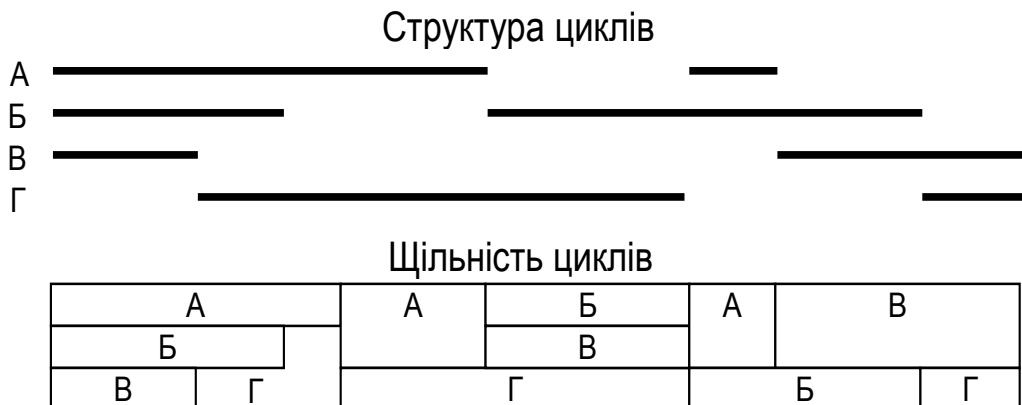 Структура циклів
А
Б
В
Г
Щільність циклів
А А Б А В
Б В
В Г Г Б Г